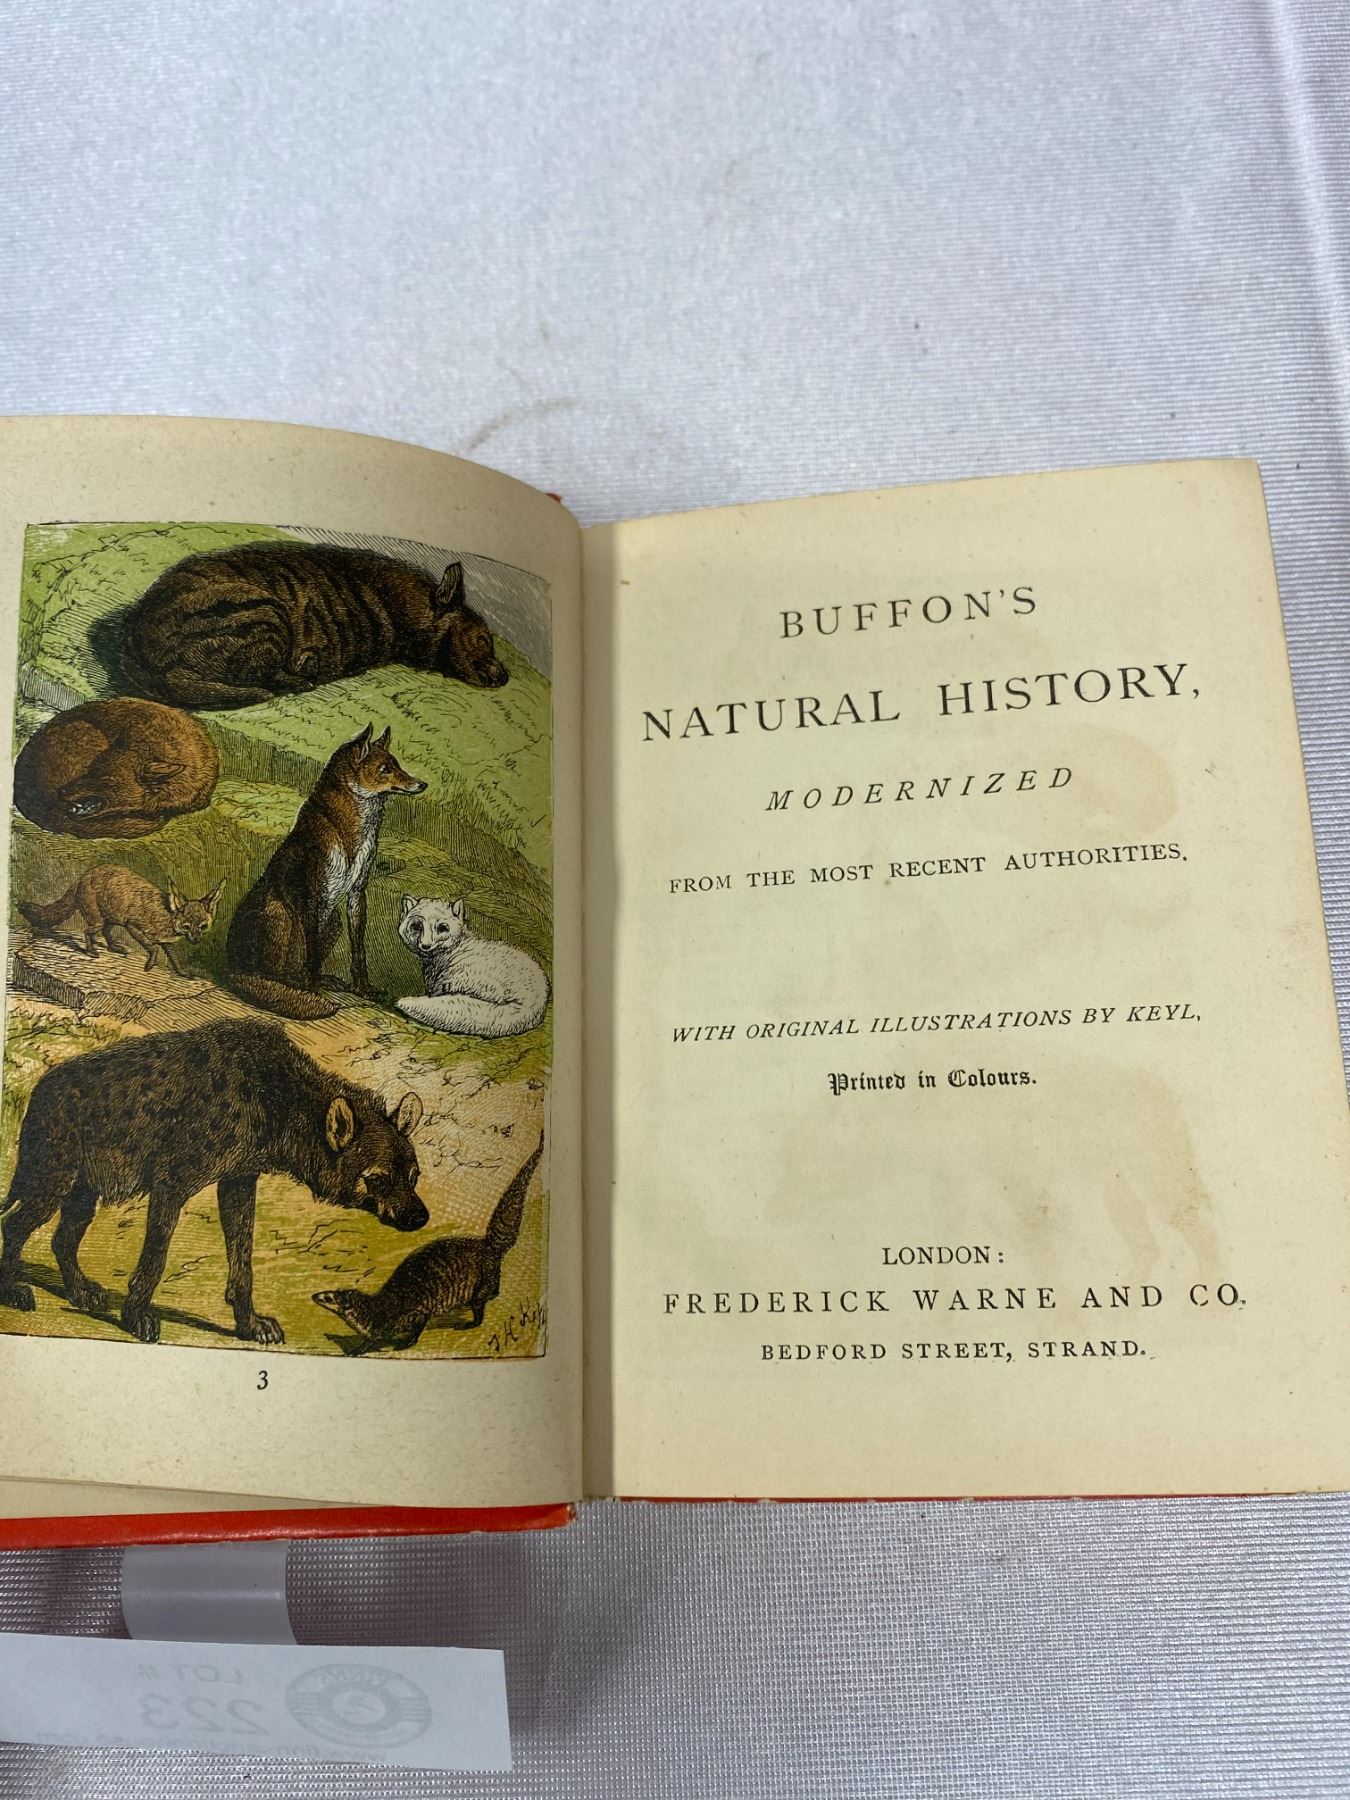 3
BUFFON'S
NATURAL HISTORY,
MODERNIZED
FROM THE MOST RECENT AUTHORITIES.
WITH ORIGINAL ILLUSTRATIONS BY KEYL,
Printed in Colours.
LONDON:
FREDERICK WARNE AND CO.
BEDFORD STREET, STRAND.
LOT #
223